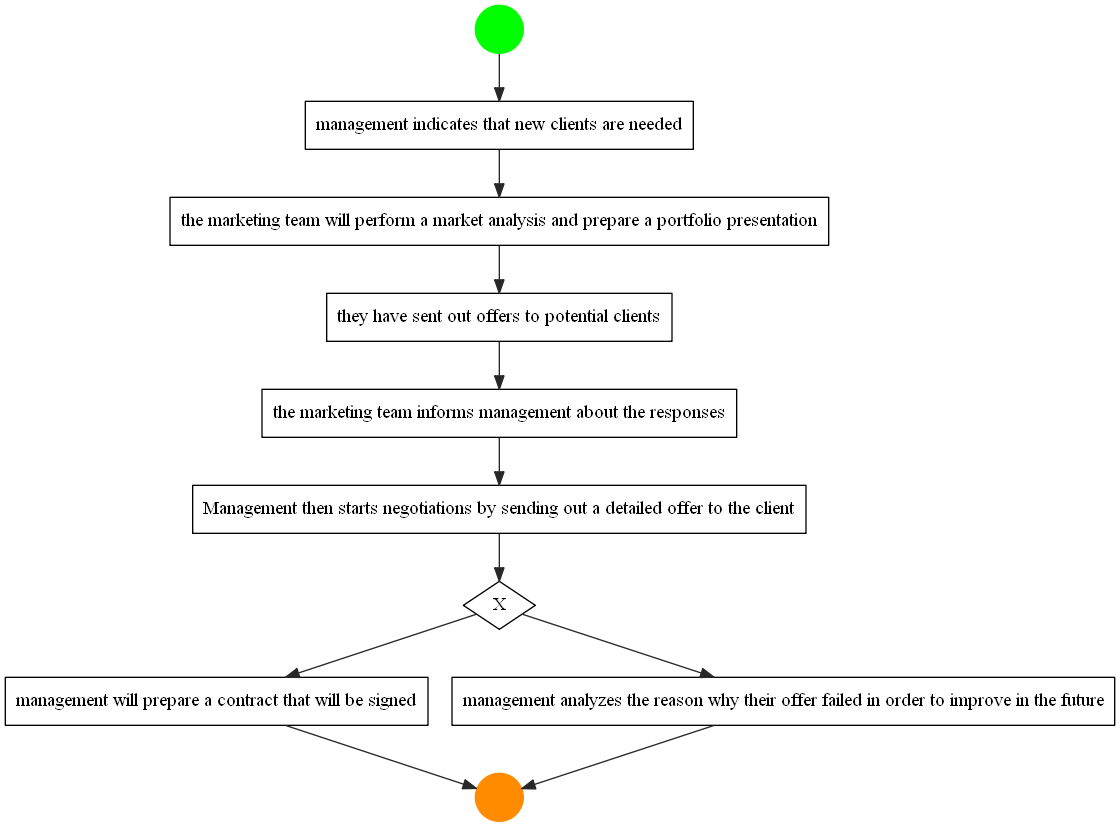 management indicates that new clients are needed
the marketing team will perform a market analysis and prepare a portfolio presentation
they have sent out offers to potential clients
the marketing team informs management about the responses
Management then starts negotiations by sending out a detailed offer to the client
X
management will prepare a contract that will be signed
management analyzes the reason why their offer failed in order to improve in the future